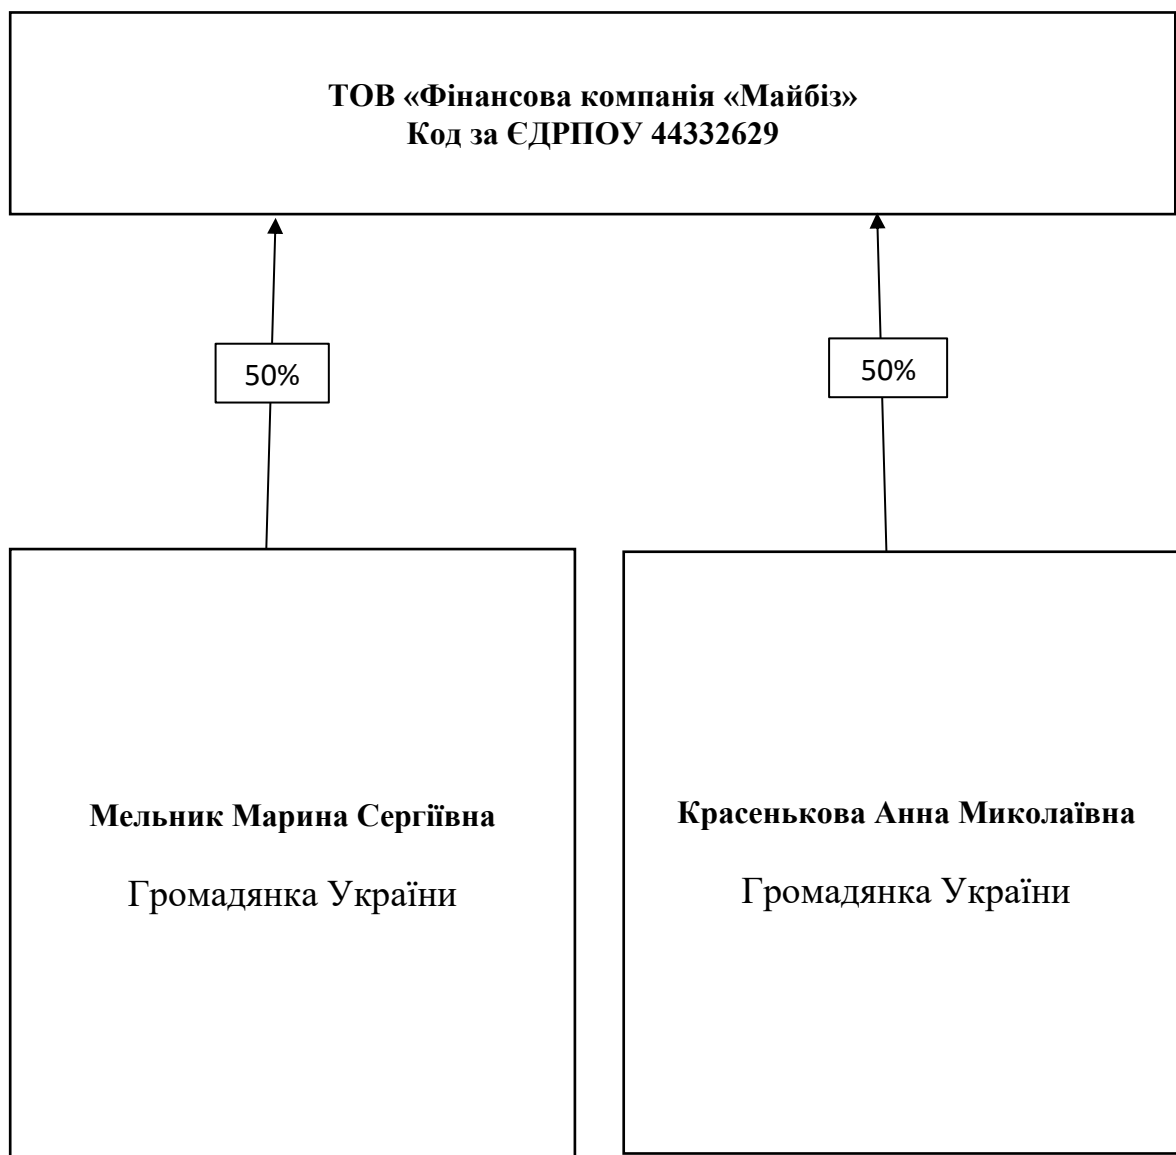 ТОВ «Фінансова компанія «Майбіз»
Код за ЄДРПОУ 44332629
50%
50%
Мельник Марина Сергіївна
Громадянка України
Красенькова Анна Миколаївна
Громадянка України